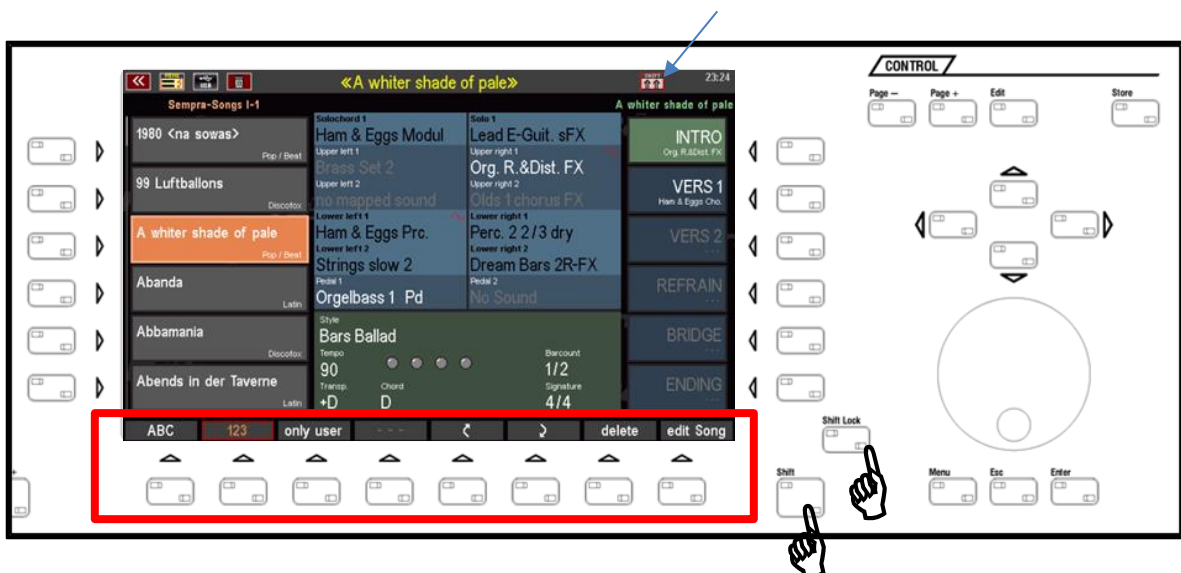 CONTROL
Page — Page + Edit Store
«A whiter shade of pale» SHIFT 23:24
Sempra-Songs I-1 A whiter shade of pale
1980 <na sowas>
Pop / Beat
99 Luftballons
Discofox
A whiter shade of pale
Pop / Beat
Abanda
Latin
Abbamania
Discofox
Abends in der Taverne
Latin
Solochord 1 Solo 1
Ham & Eggs Modul Lead E-Guit. sFX
Upper left 1 Upper right 1
Brass Set 2 Org. R.&Dist. FX
Upper left 2 Upper right 2
no mapped sound Olds 1 chorus FX
Lower left 1 Lower right 1
Ham & Eggs Prc. Perc. 2 2/3 dry
Lower left 2 Lower right 2
Strings slow 2 Dream Bars 2R-FX
Pedal 1 Pedal 2
Orgelbass 1 Pd No Sound
Style
Bars Ballad
Tempo Barcount
90 1/2
Transp. Chord Signature
+D D 4/4
INTRO
Org. R.&Dist. FX
VERS 1
Ham & Eggs Cho.
VERS 2
---
REFRAIN
---
BRIDGE
---
ENDING
---
ABC 123 only user --- delete edit Song
Shift Lock
Shift Menu Esc Enter
+